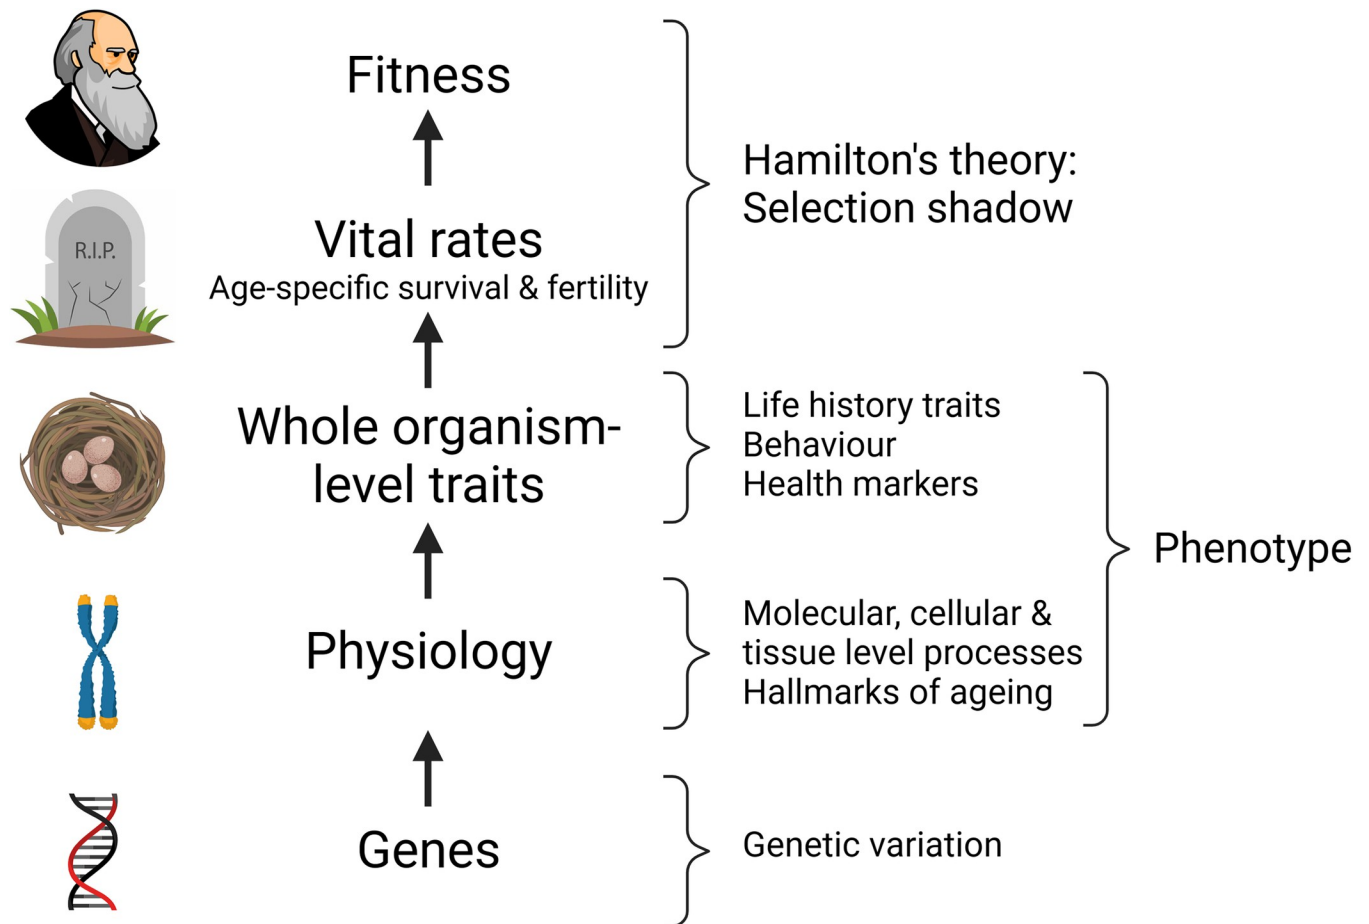 Fitness
Hamilton's theory:
Selection shadow
R.I.P.
Vital rates
Age-specific survival & fertility
Whole organism-
level traits
Life history traits
Behaviour
Health markers
Phenotype
Physiology
Molecular, cellular &
tissue level processes
Hallmarks of ageing
Genes
Genetic variation